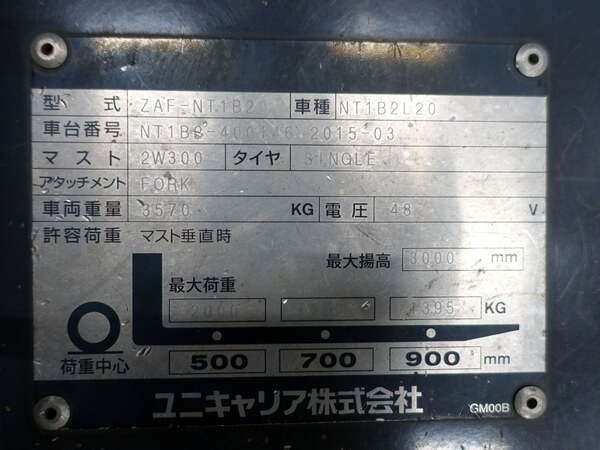 型式 ZAF-NT1B2 車種 NT1B2L20
車台番号 2015-03
マスト 2W300 タイヤ SINGLE
アタッチメント FORK
車両重量 3570 KG 電圧 48 V
許容荷重 マスト垂直時
最大揚高 3000 mm
最大荷重
2000 1395 KG
荷重中心 500 700 900 mm
ユニキャリア株式会社 GM00B